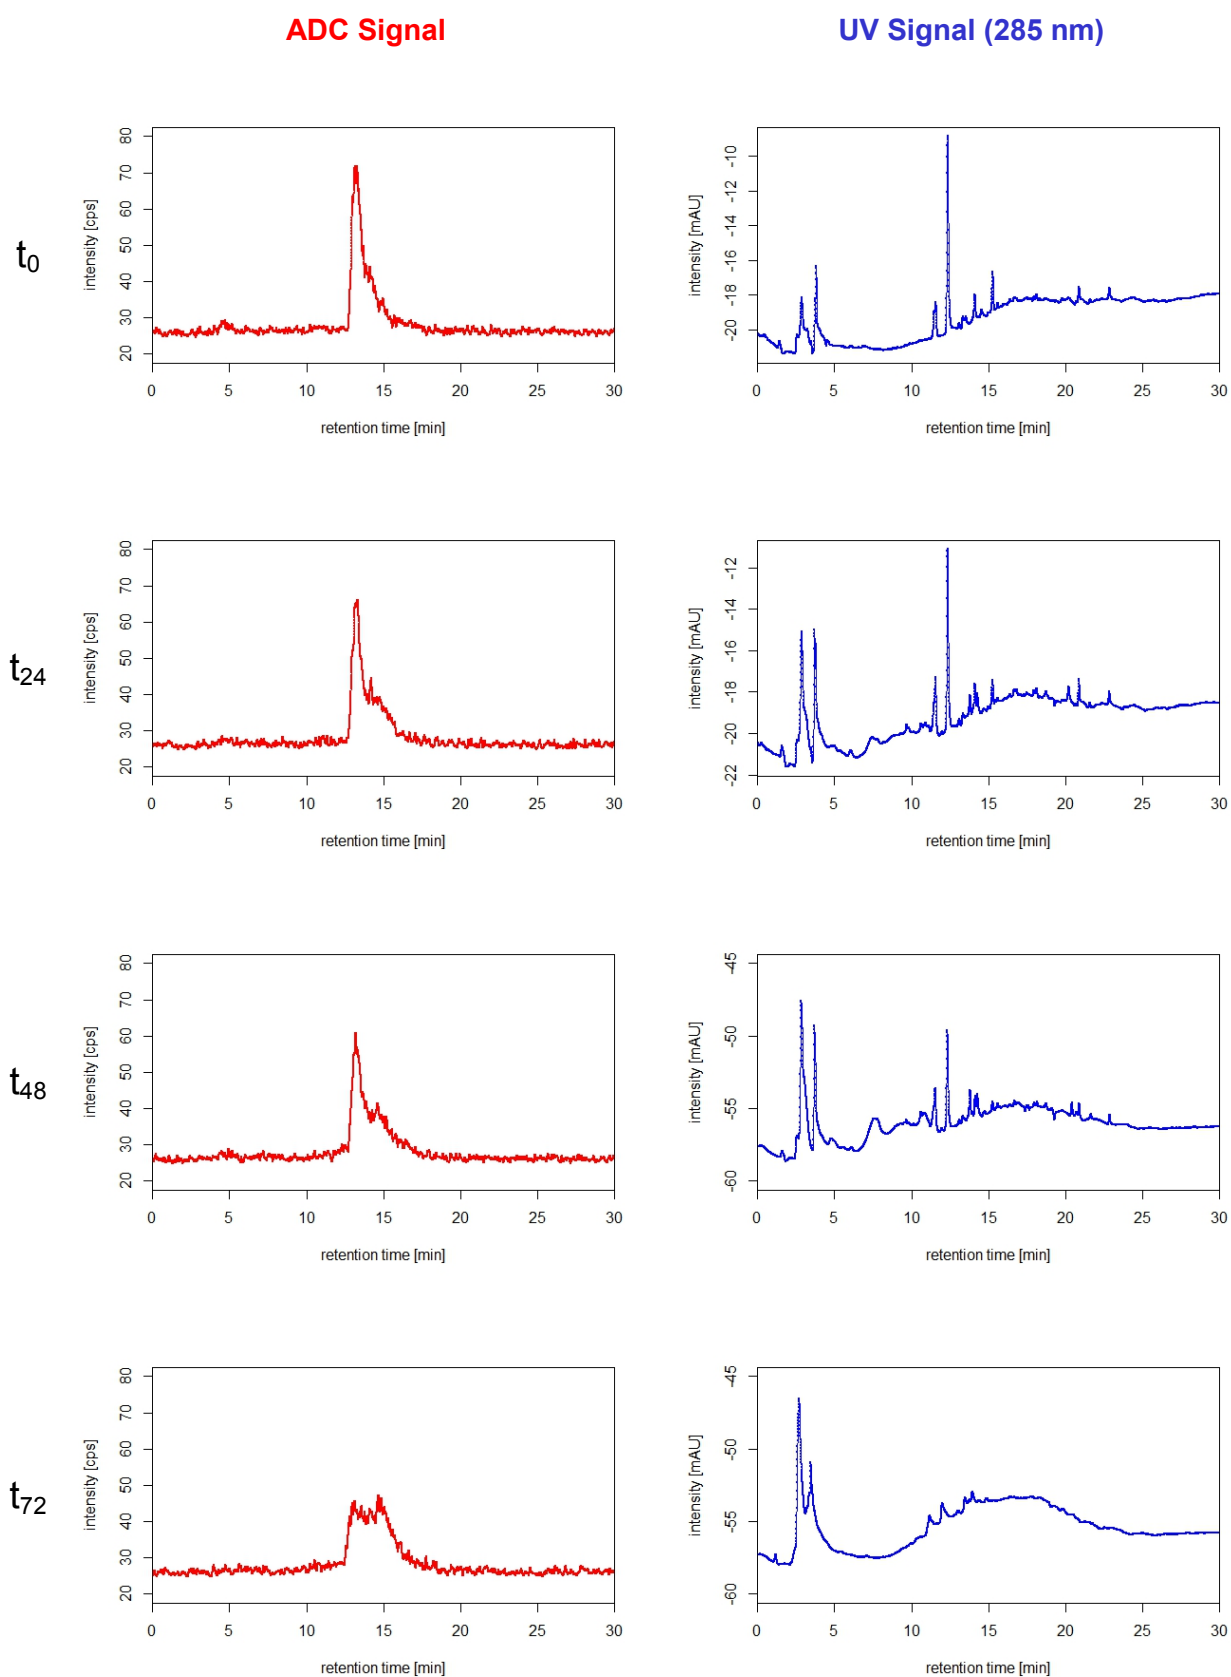 ADC Signal
UV Signal (285 nm)
t0
intensity [cps]
80
70
60
50
40
30
20
0 5 10 15 20 25 30
retention time [min]
intensity [mAU]
-10
-12
-14
-16
-18
-20
0 5 10 15 20 25 30
retention time [min]
t24
intensity [cps]
80
70
60
50
40
30
20
0 5 10 15 20 25 30
retention time [min]
intensity [mAU]
-12
-14
-16
-18
-20
-22
0 5 10 15 20 25 30
retention time [min]
t48
intensity [cps]
80
70
60
50
40
30
20
0 5 10 15 20 25 30
retention time [min]
intensity [mAU]
-45
-50
-55
-60
0 5 10 15 20 25 30
retention time [min]
t72
intensity [cps]
80
70
60
50
40
30
20
0 5 10 15 20 25 30
retention time [min]
intensity [mAU]
-45
-50
-55
-60
0 5 10 15 20 25 30
retention time [min]